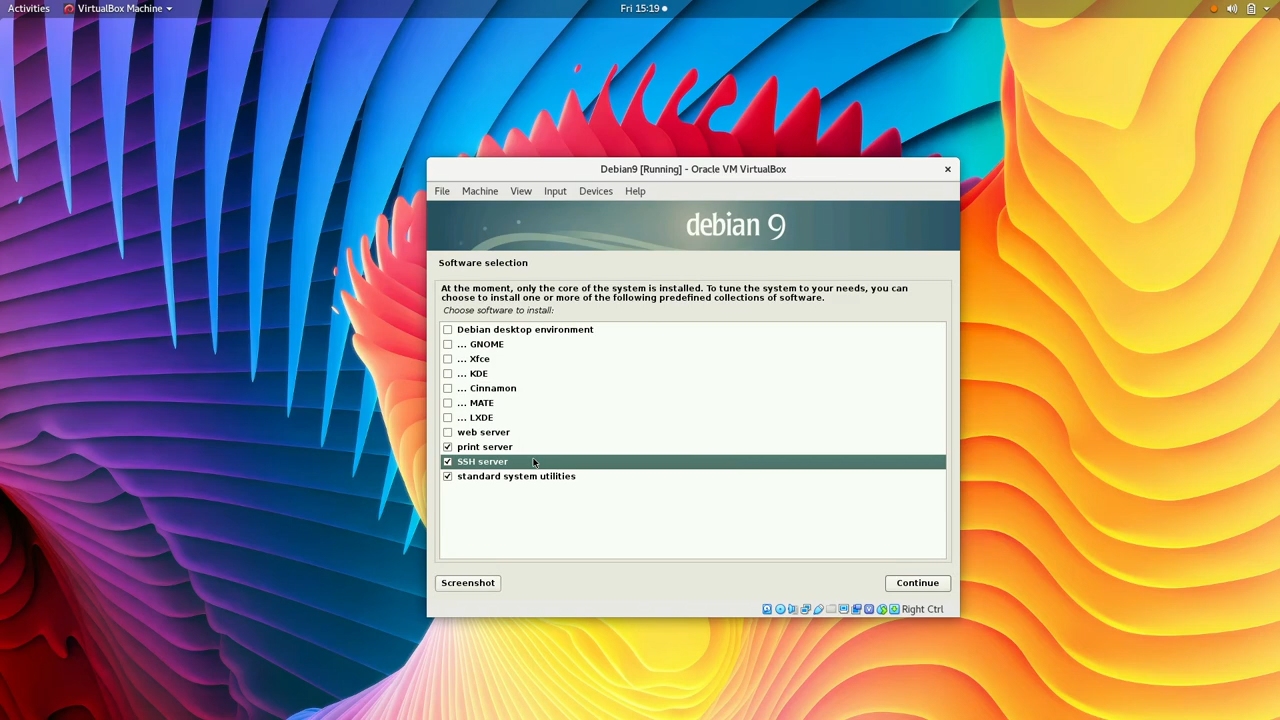 Activities VirtualBox Machine Fri 15:19
Debian9 [Running] - Oracle VM VirtualBox
File Machine View Input Devices Help
debian 9
Software selection
At the moment, only the core of the system is installed. To tune the system to your needs, you can
choose to install one or more of the following predefined collections of software.
Choose software to install:
Debian desktop environment
... GNOME
... Xfce
... KDE
... Cinnamon
... MATE
... LXDE
web server
print server
SSH server
standard system utilities
Screenshot Continue
Right Ctrl